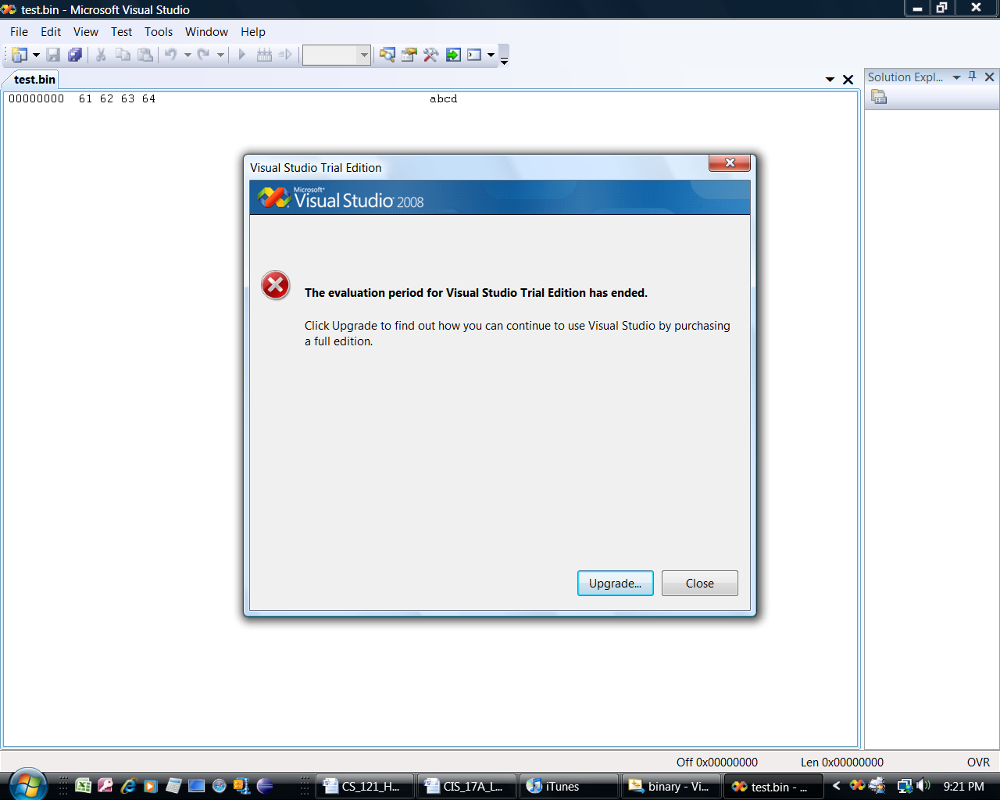 test.bin - Microsoft Visual Studio
File Edit View Test Tools Window Help
test.bin
Solution Expl...
00000000 61 62 63 64 abcd
Visual Studio Trial Edition
Microsoft®
Visual Studio 2008
The evaluation period for Visual Studio Trial Edition has ended.
Click Upgrade to find out how you can continue to use Visual Studio by purchasing
a full edition.
Upgrade... Close
Off 0x00000000 Len 0x00000000 OVR
CS_121_H... CIS_17A_L... iTunes binary - Vi... test.bin - ... 9:21 PM